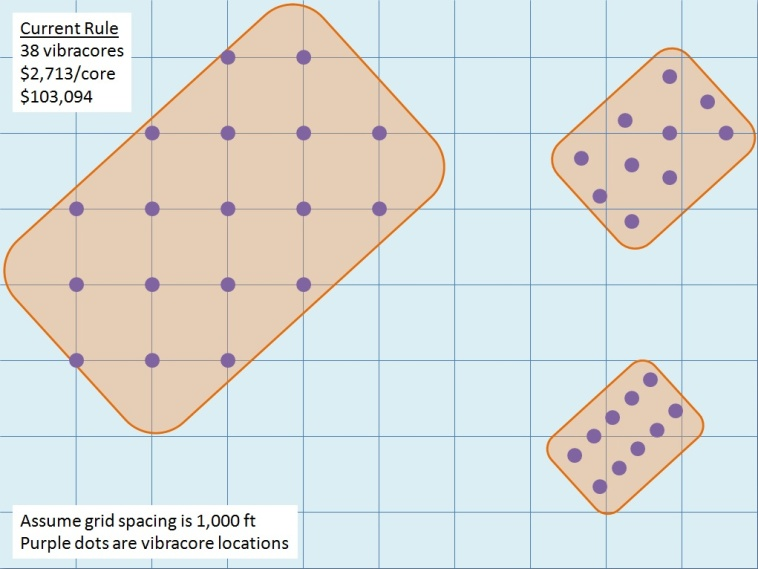 Current Rule
38 vibracores
$2,713/core
$103,094
Assume grid spacing is 1,000 ft
Purple dots are vibracore locations